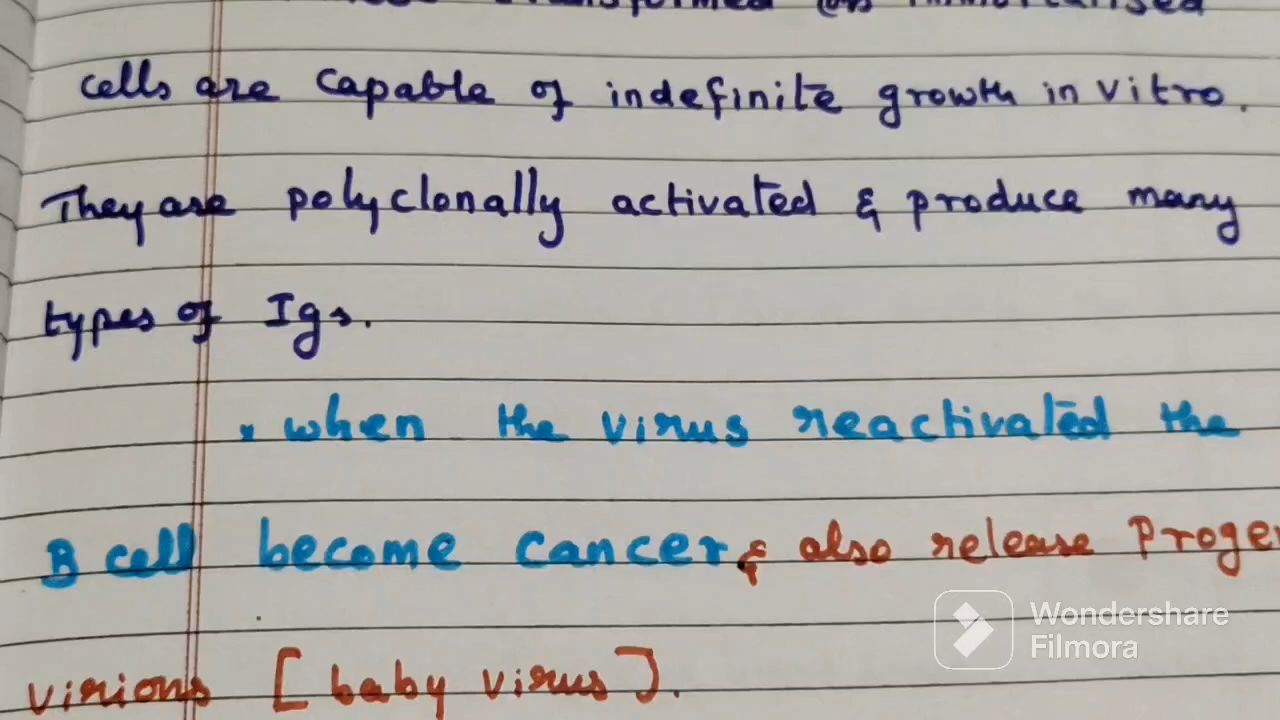 cells are capable of indefinite growth in vitro.
They are polyclonally activated & produce many
types of Igs.
when the virus reactivated the
B cell become cancer & also release Proge
virions [baby virus].
Wondershare
Filmora